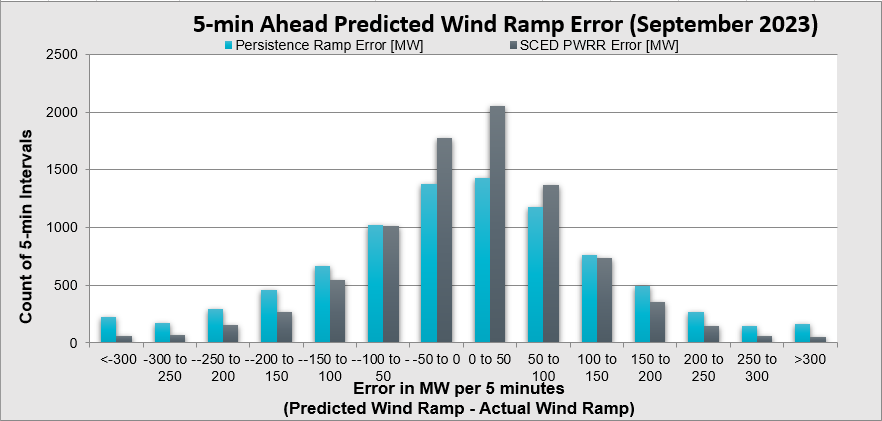 5-min Ahead Predicted Wind Ramp Error (September 2023)
Persistence Ramp Error [MW] SCED PWRR Error [MW]
2500
2000
1500
1000
500
0
Count of 5-min Intervals
<-300 -300 to -250 to -200 to -150 to -100 to --50 to 0 0 to 50 50 to 100 to 150 to 200 to 250 to >300
-250 -200 -150 -100 -50 100 150 200 250 300
Error in MW per 5 minutes
(Predicted Wind Ramp - Actual Wind Ramp)